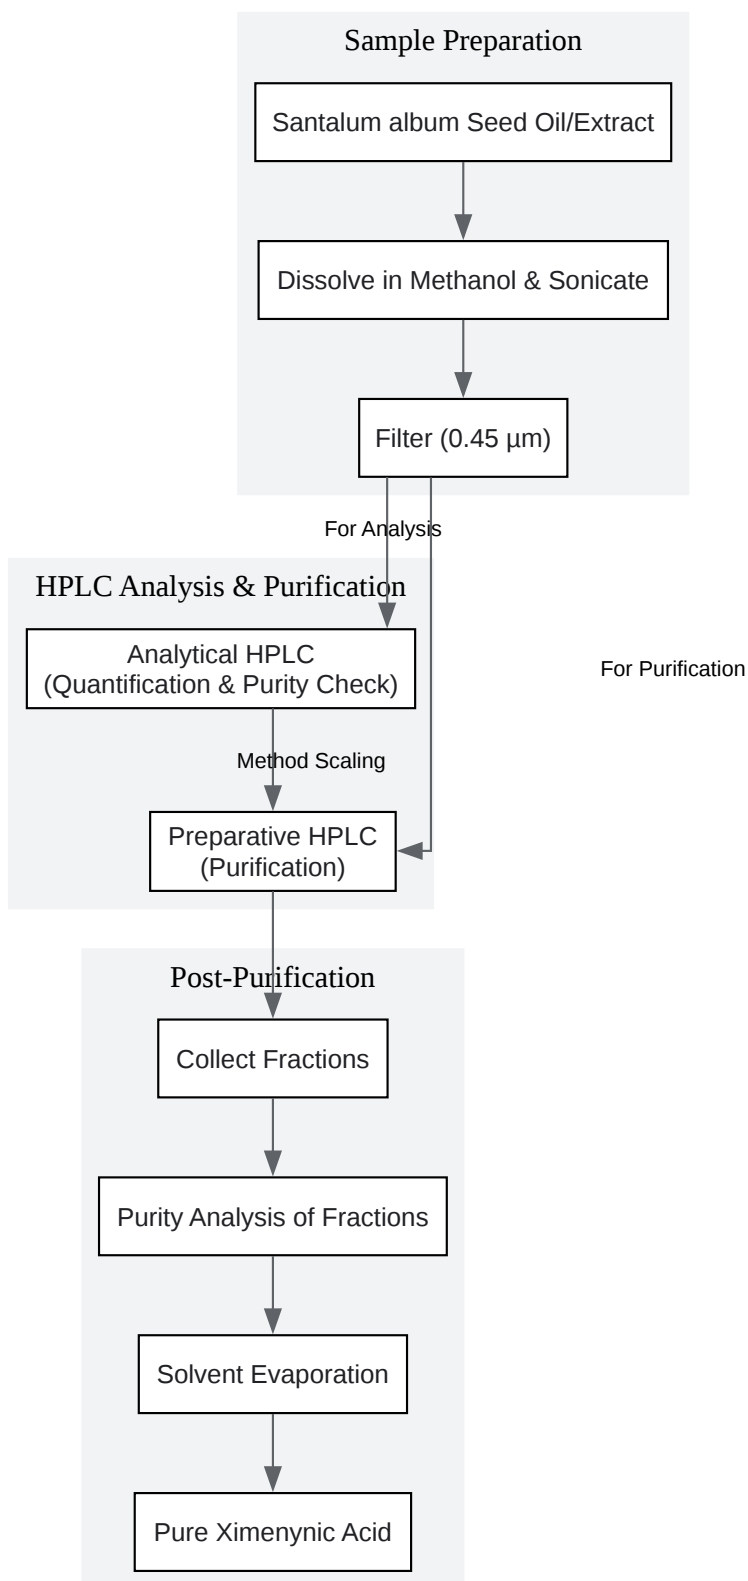 Sample Preparation
Santalum album Seed Oil/Extract
Dissolve in Methanol & Sonicate
Filter (0.45 µm)
For Analysis
HPLC Analysis & Purification
Analytical HPLC
(Quantification & Purity Check)
For Purification
Method Scaling
Preparative HPLC
(Purification)
Post-Purification
Collect Fractions
Purity Analysis of Fractions
Solvent Evaporation
Pure Ximenynic Acid